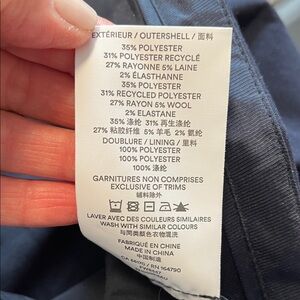 EXTÉRIEUR / OUTERSHELL / 面料
35% POLYESTER
31% POLYESTER RECYCLÉ
27% RAYONNE 5% LAINE
2% ÉLASTHANNE
35% POLYESTER
31% RECYCLED POLYESTER
27% RAYON 5% WOOL
2% ELASTANE
35% 涤纶 31% 再生涤纶
27% 粘胶纤维 5% 羊毛 2% 氨纶
DOUBLURE / LINING / 里料
100% POLYESTER
100% POLYESTER
100% 涤纶
GARNITURES NON COMPRISES
EXCLUSIVE OF TRIMS
辅料除外
LAVER AVEC DES COULEURS SIMILAIRES
WASH WITH SIMILAR COLOURS
与同类颜色衣物混洗
FABRIQUÉ EN CHINE
MADE IN CHINA
中国制造
RN 164790